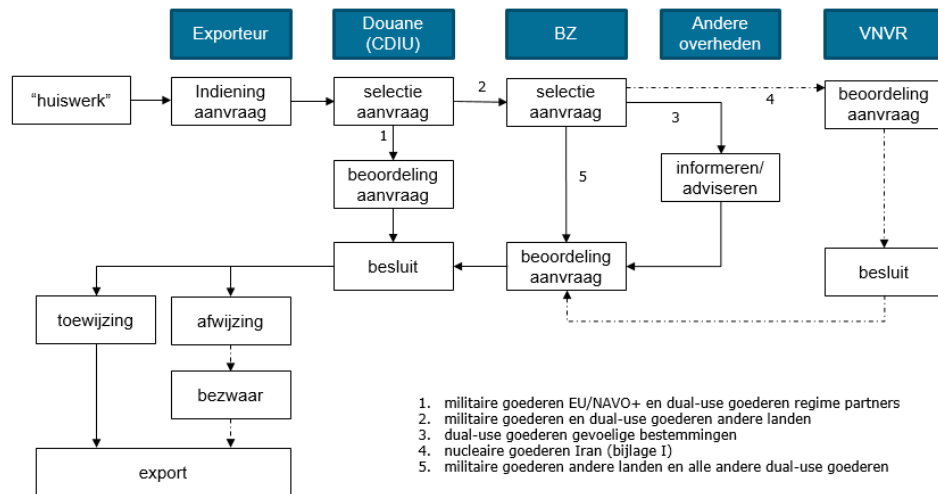 Exporteur
Douane
(CDIU)
BZ
Andere
overheden
VNVR
“huiswerk”
Indiening
aanvraag
selectie
aanvraag
2
selectie
aanvraag
4
beoordeling
aanvraag
1
3
beoordeling
aanvraag
5
informeren/
adviseren
besluit
beoordeling
aanvraag
besluit
toewijzing
afwijzing
bezwaar
export
1. militaire goederen EU/NAVO+ en dual-use goederen regime partners
2. militaire goederen en dual-use goederen andere landen
3. dual-use goederen gevoelige bestemmingen
4. nucleaire goederen Iran (bijlage I)
5. militaire goederen andere landen en alle andere dual-use goederen